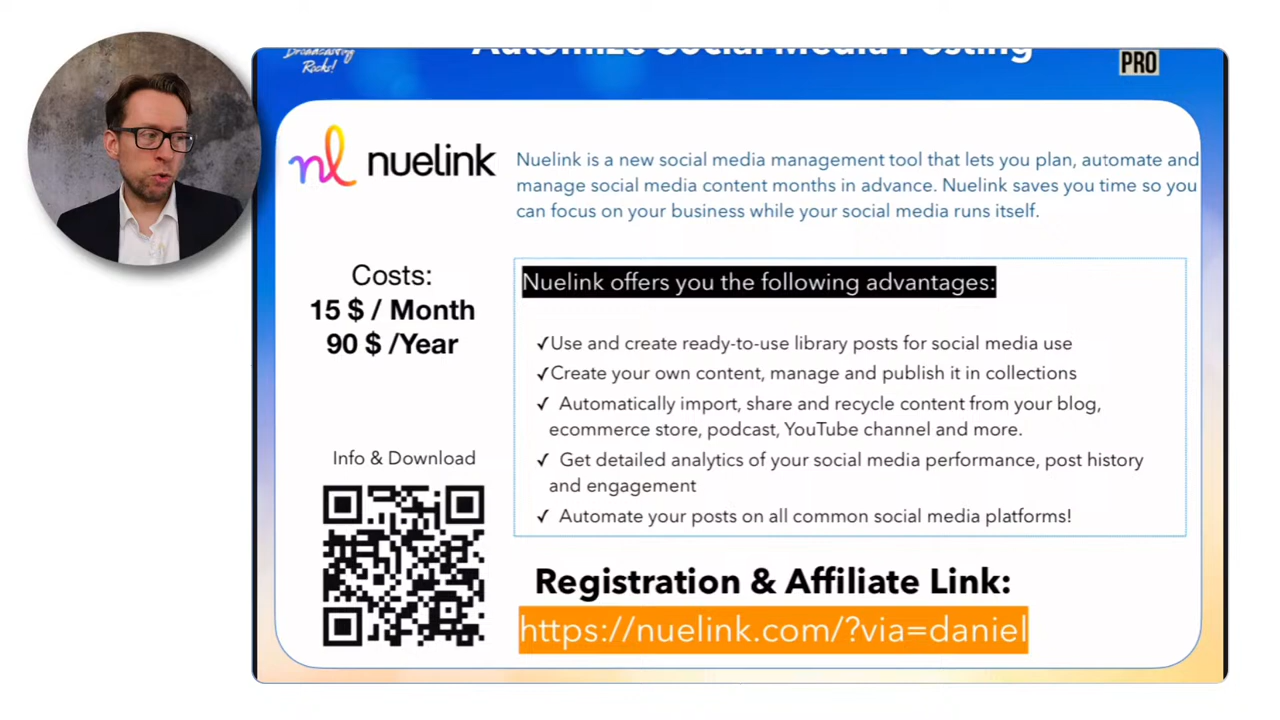 Broadcasting
Rocks!
Automize Social Media Posting
PRO
nl nuelink
Nuelink is a new social media management tool that lets you plan, automate and
manage social media content months in advance. Nuelink saves you time so you
can focus on your business while your social media runs itself.
Costs:
15 $ / Month
90 $ /Year
Nuelink offers you the following advantages:
✓Use and create ready-to-use library posts for social media use
✓Create your own content, manage and publish it in collections
✓ Automatically import, share and recycle content from your blog,
ecommerce store, podcast, YouTube channel and more.
✓ Get detailed analytics of your social media performance, post history
and engagement
✓ Automate your posts on all common social media platforms!
Info & Download
Registration & Affiliate Link:
https://nuelink.com/?via=daniel